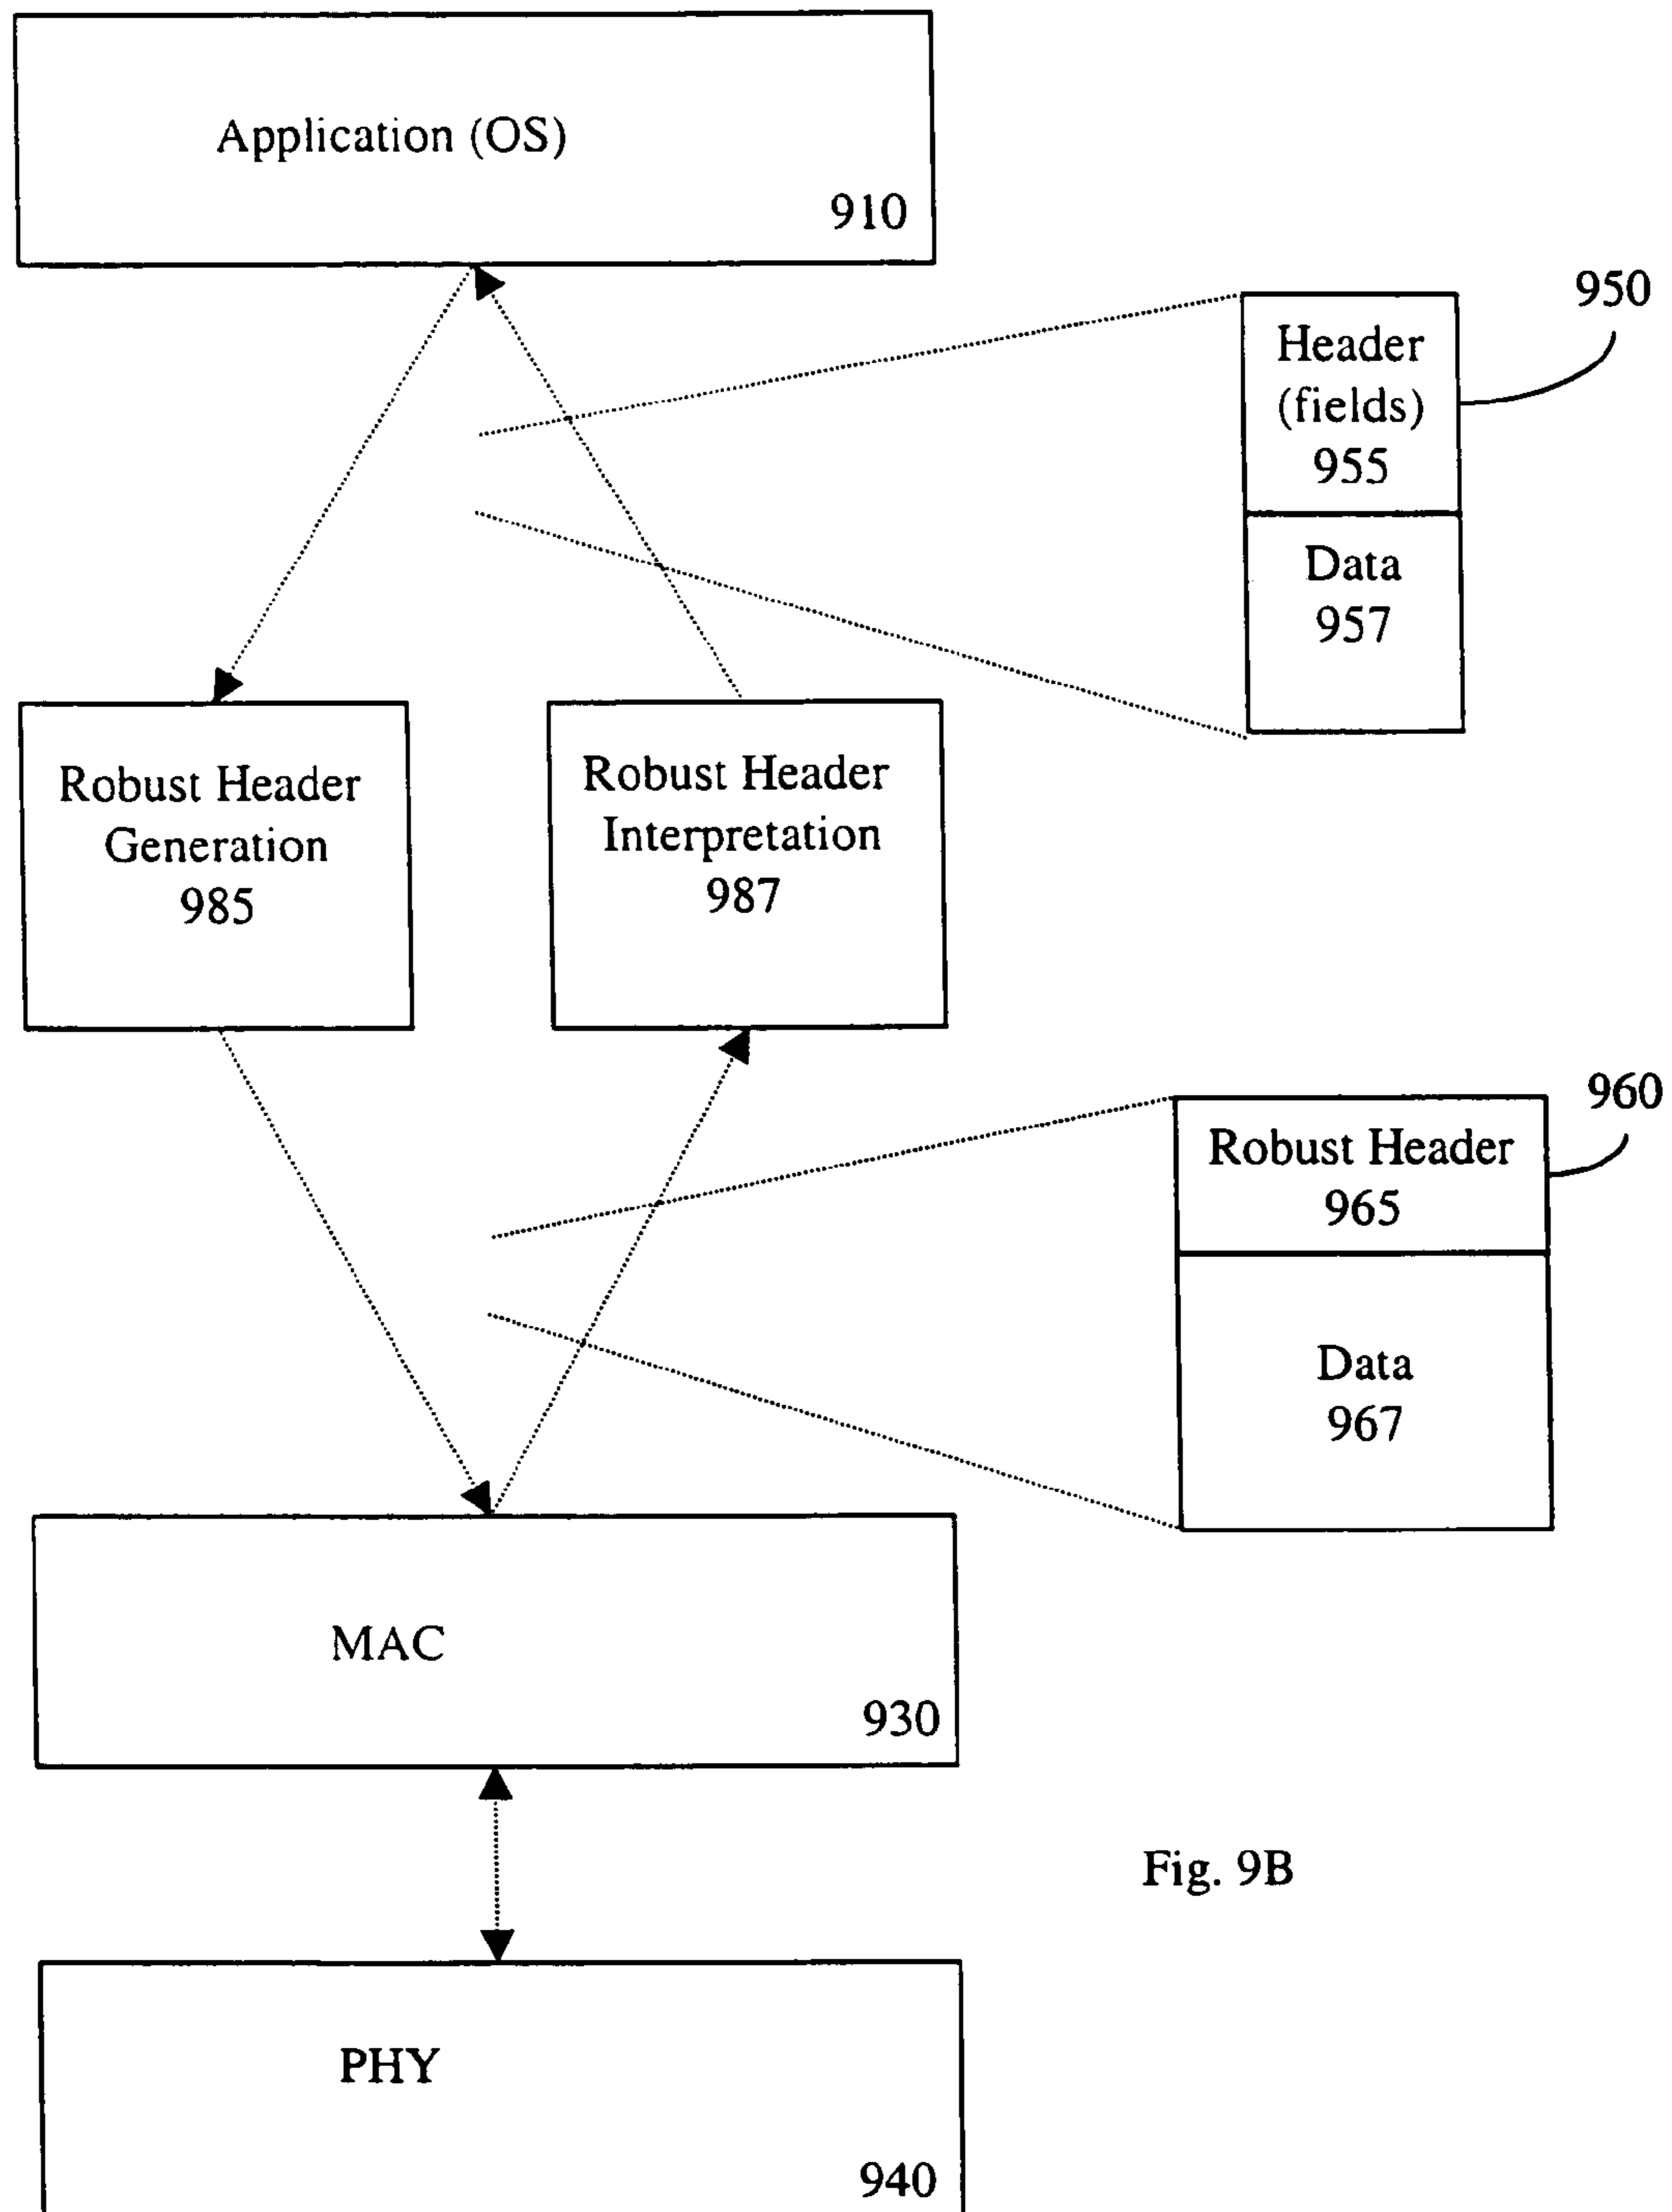 Application (OS)
910
950
Header
(fields)
955
Data
957
Robust Header
Generation
985
Robust Header
Interpretation
987
960
Robust Header
965
Data
967
MAC
930
Fig. 9B
PHY
940